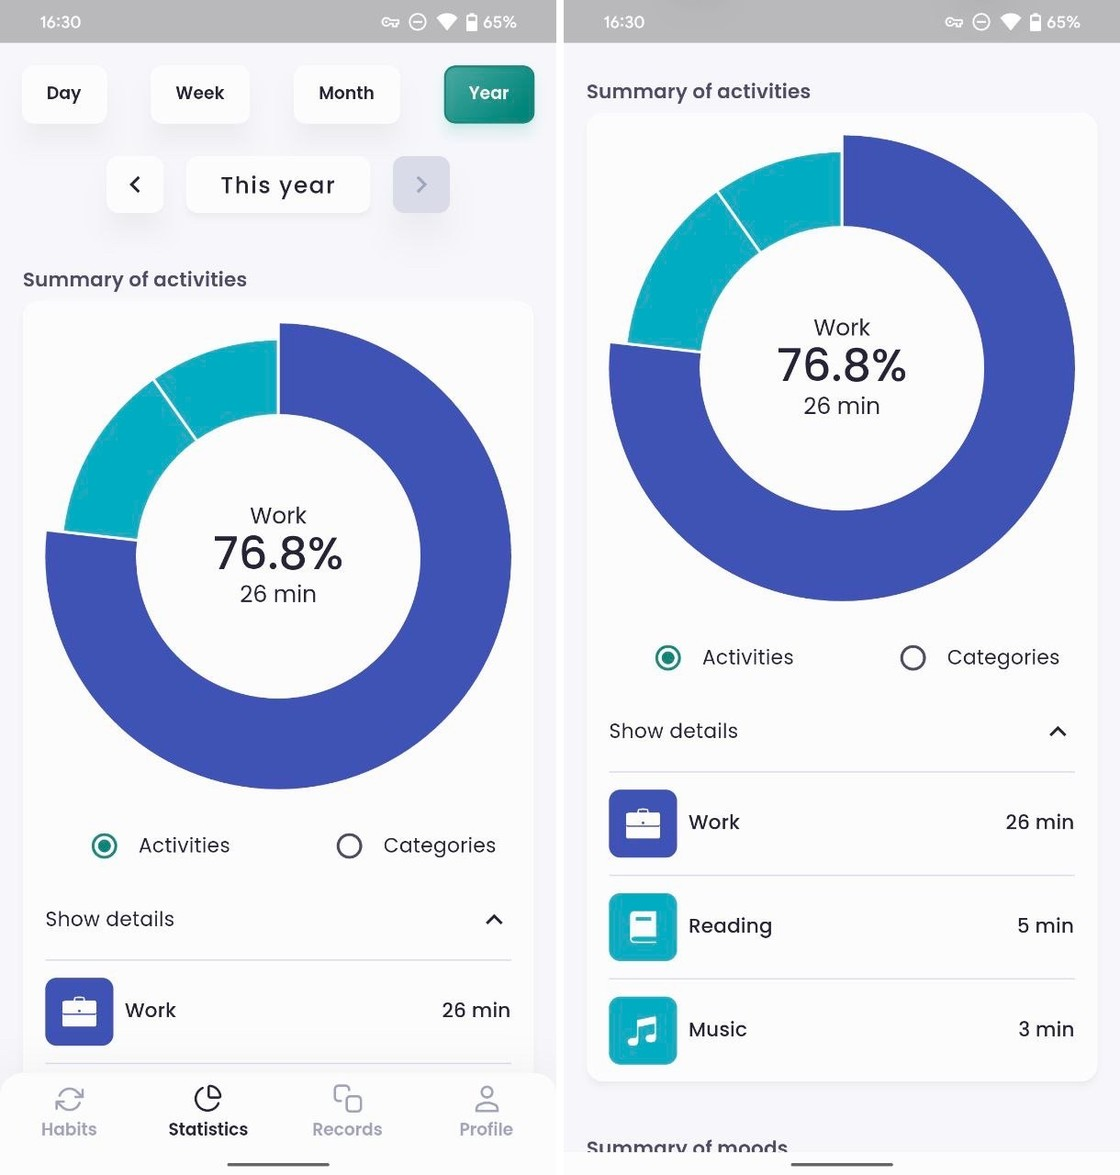 16:30 65%
Day Week Month Year
This year
Summary of activities
Work
76.8%
26 min
Activities Categories
Show details
Work 26 min
Habits Statistics Records Profile
16:30 65%
Summary of activities
Work
76.8%
26 min
Activities Categories
Show details
Work 26 min
Reading 5 min
Music 3 min
Summary of moods